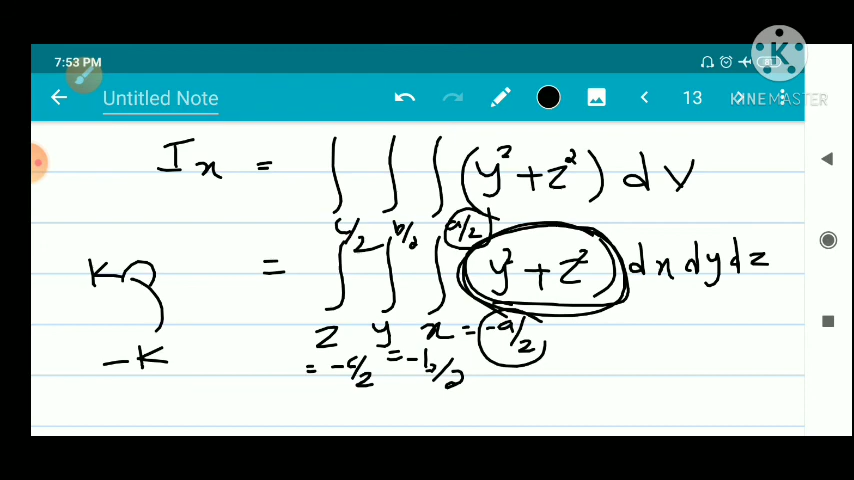 7:53 PM
Untitled Note
13
K
KINEMASTER
Ix = ∫ ∫ ∫ (y² + z²) dV
c/2 b/2 a/2
= ∫ ∫ ∫ y² + z² dx dy dz
K
z y x = -a/2
= -c/2 = -b/2
-K